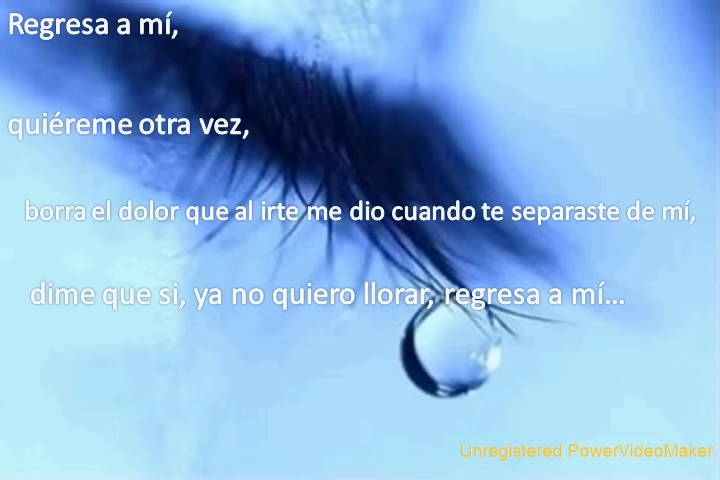 Regresa a mí,
quiéreme otra vez,
borra el dolor que al irte me dio cuando te separaste de mí,
dime que si, ya no quiero llorar, regresa a mí...
Unregistered PowerVideoMaker